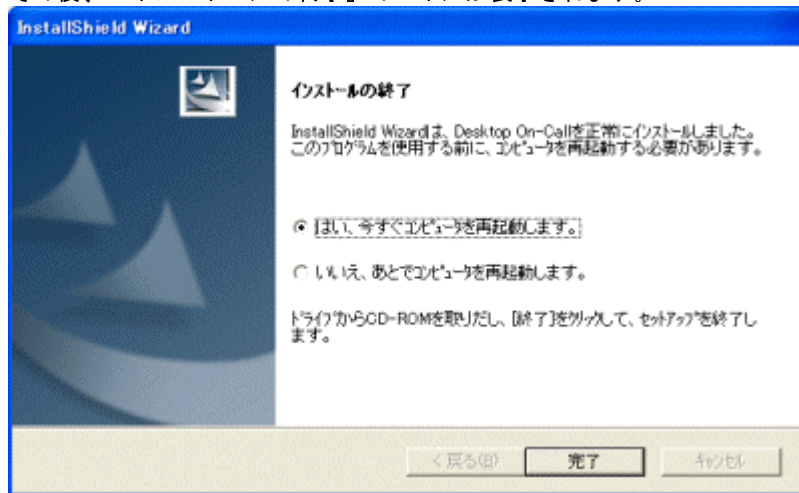 InstallShield Wizard
インストールの終了
InstallShield Wizardは、Desktop On-Callを正常にインストールしました。
このプログラムを使用する前に、コンピュータを再起動する必要があります。
はい、今すぐコンピュータを再起動します。
いいえ、あとでコンピュータを再起動します。
ドライブからCD-ROMを取りだし、[終了]をクリックして、セットアップを終了し
ます。
< 戻る(B)
完了
キャンセル